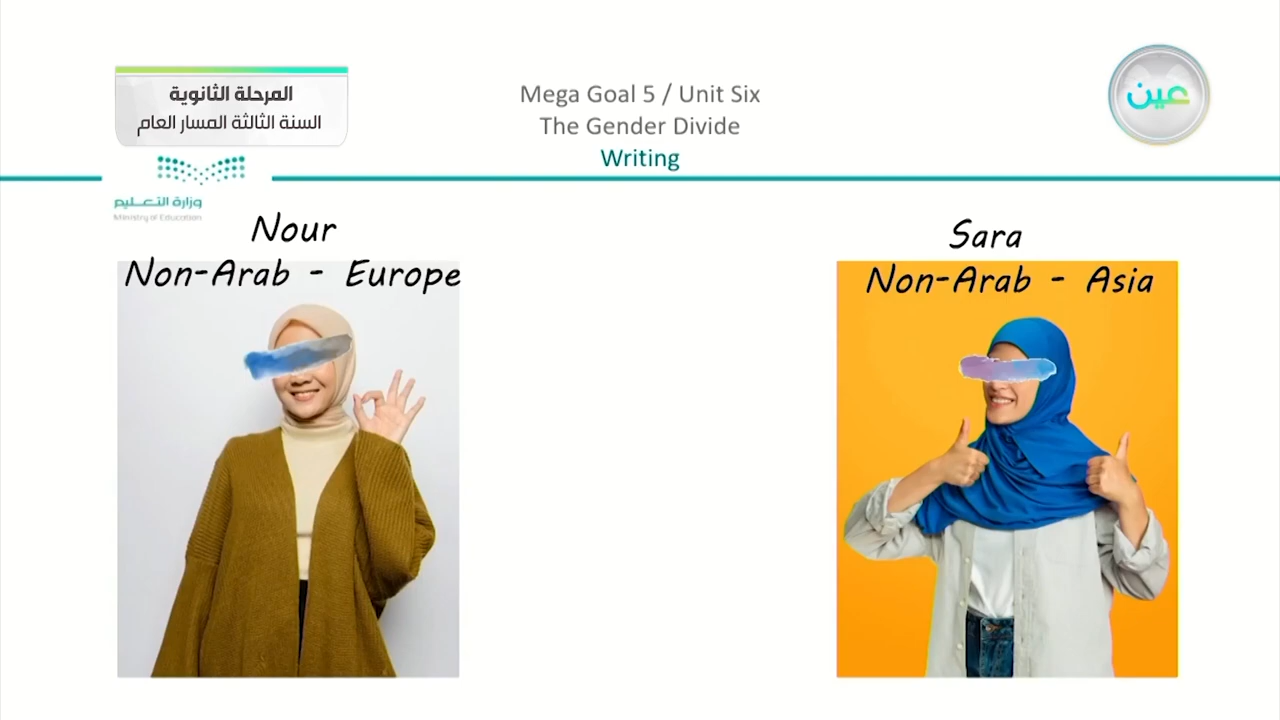 المرحلة الثانوية
السنة الثالثة المسار العام
Mega Goal 5 / Unit Six
The Gender Divide
Writing
عين
وزارة التعليم
Ministry of Education
Nour
Non-Arab - Europe
Sara
Non-Arab - Asia